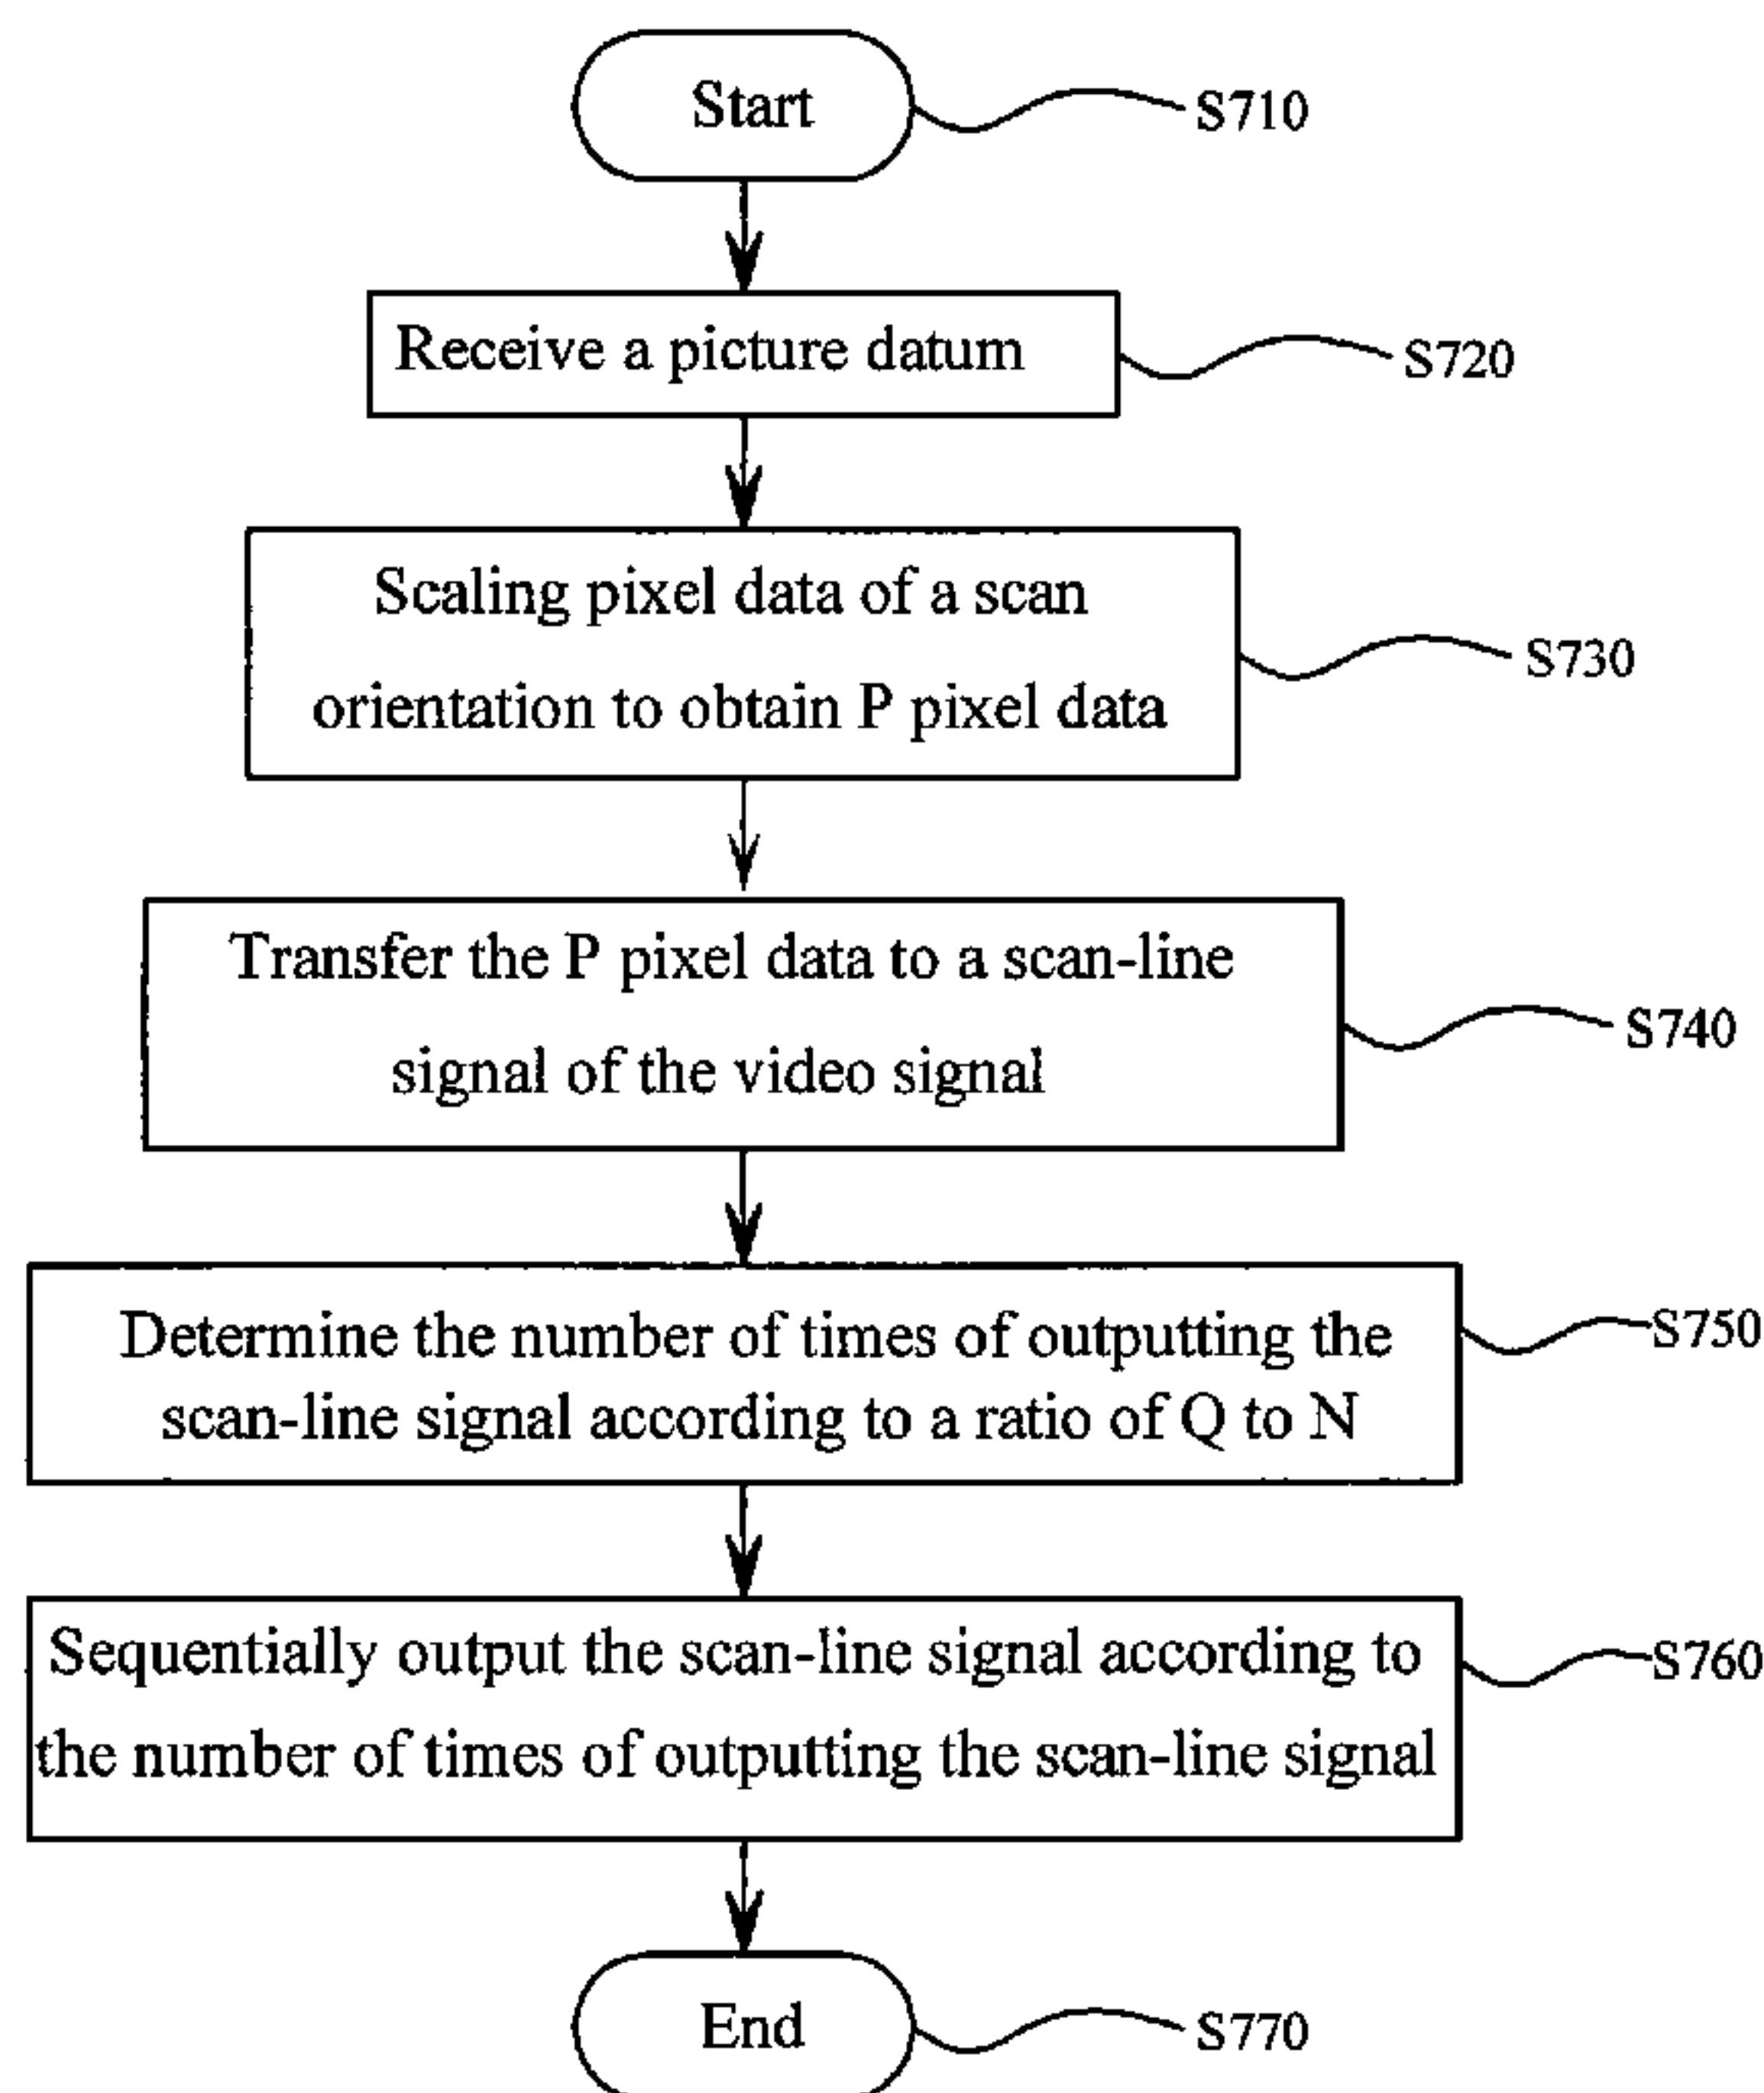 Start
S710
Receive a picture datum
S720
Scaling pixel data of a scan
orientation to obtain P pixel data
S730
Transfer the P pixel data to a scan-line
signal of the video signal
S740
Determine the number of times of outputting the
scan-line signal according to a ratio of Q to N
S750
Sequentially output the scan-line signal according to
the number of times of outputting the scan-line signal
S760
End
S770